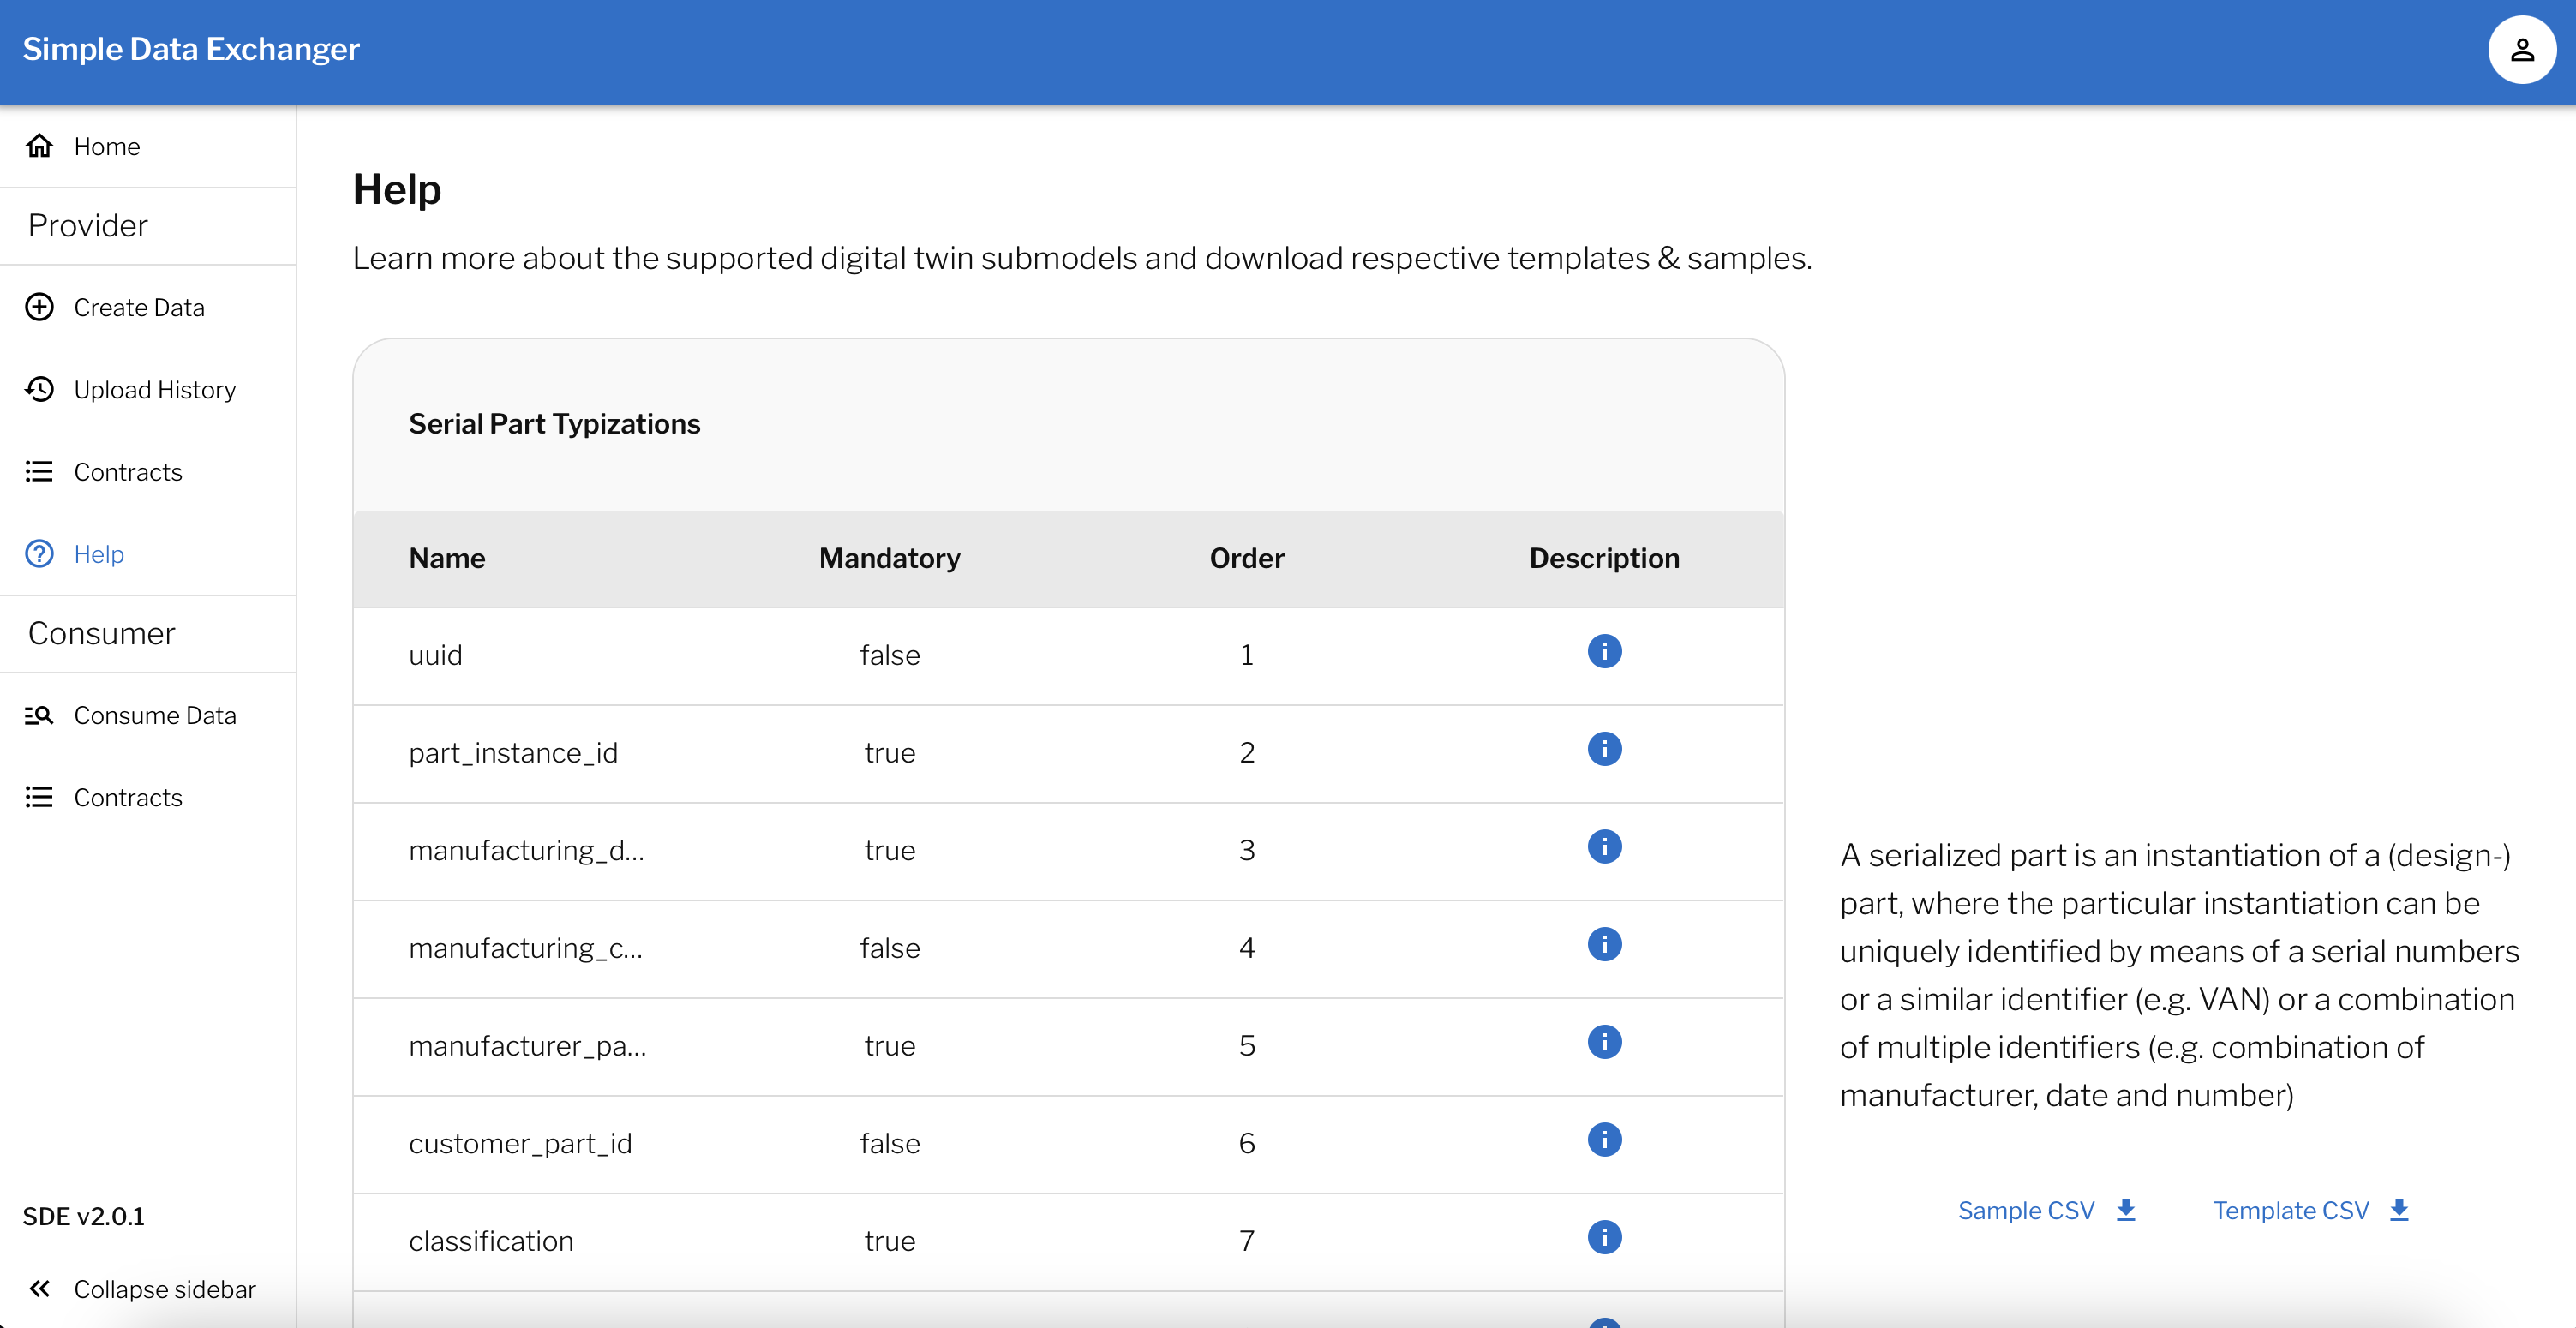 Simple Data Exchanger
Home
Provider
Create Data
Upload History
Contracts
Help
Consumer
Consume Data
Contracts
SDE v2.0.1
Collapse sidebar
Help
Learn more about the supported digital twin submodels and download respective templates & samples.
Serial Part Typizations
Name Mandatory Order Description
uuid false 1
part_instance_id true 2
manufacturing_d... true 3
manufacturing_c... false 4
manufacturer_pa... true 5
customer_part_id false 6
classification true 7
A serialized part is an instantiation of a (design-)
part, where the particular instantiation can be
uniquely identified by means of a serial numbers
or a similar identifier (e.g. VAN) or a combination
of multiple identifiers (e.g. combination of
manufacturer, date and number)
Sample CSV Template CSV